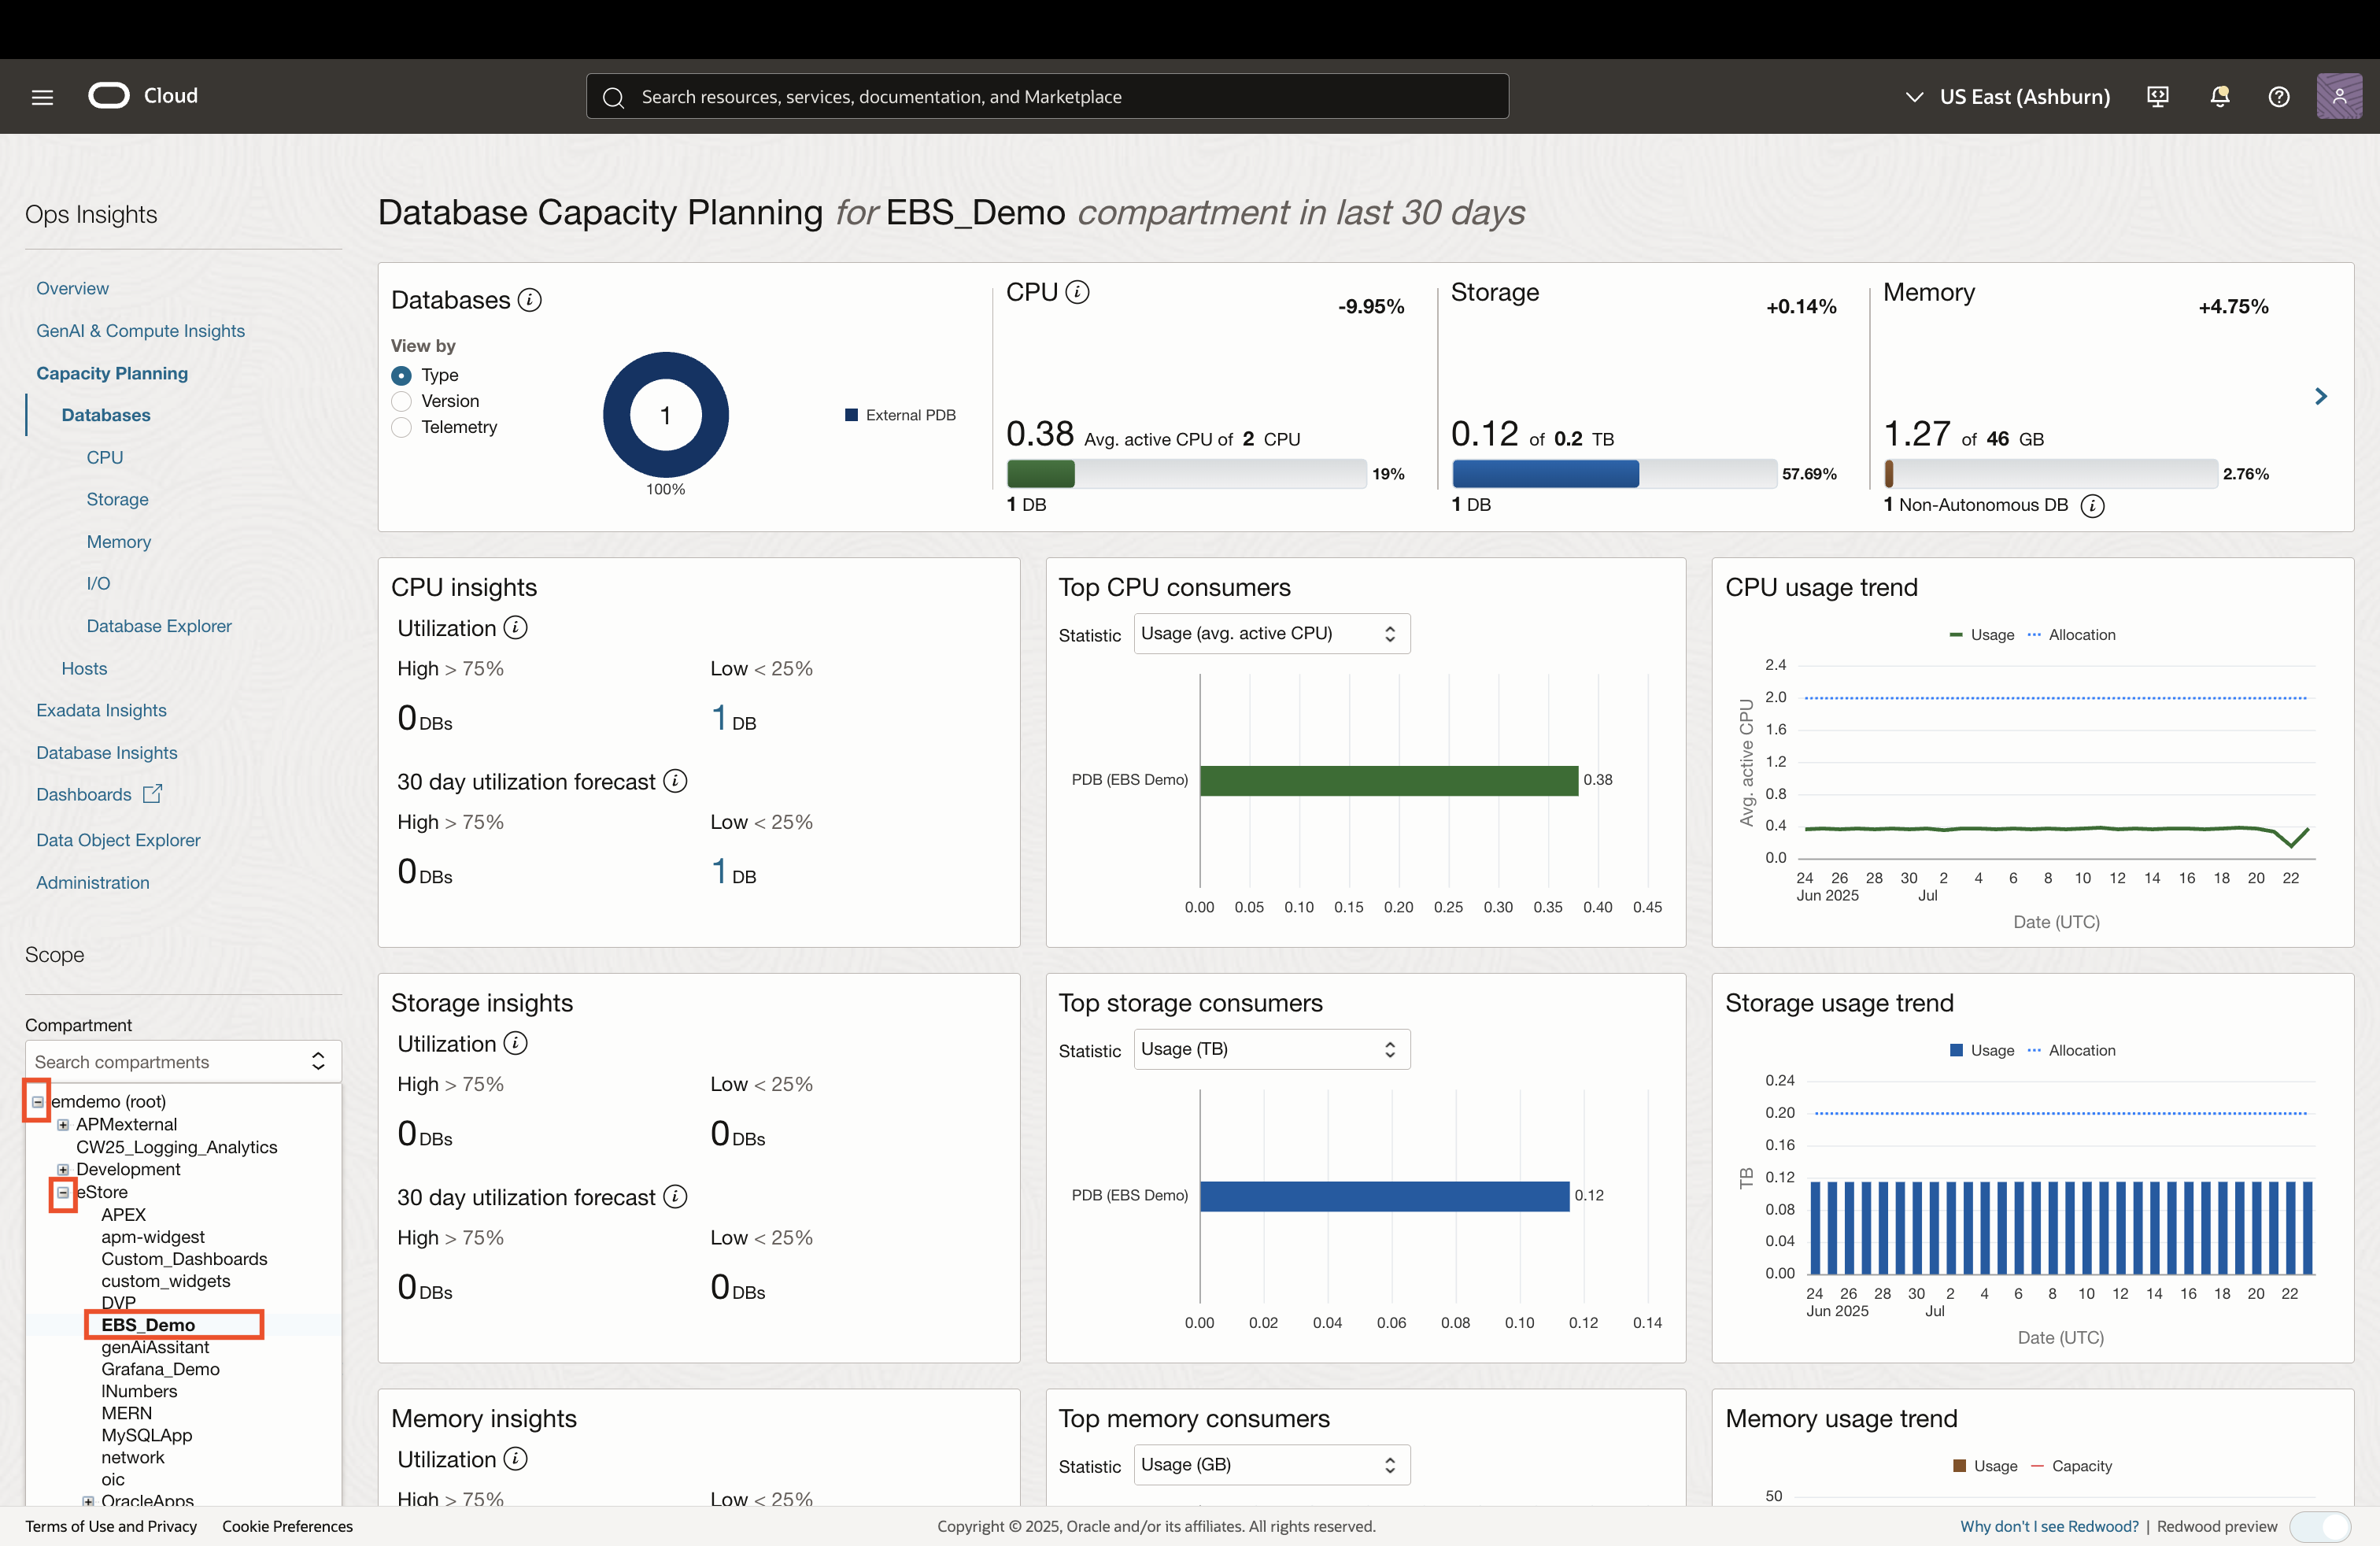 Cloud
Search resources, services, documentation, and Marketplace
US East (Ashburn)
Ops Insights
Overview
GenAI & Compute Insights
Capacity Planning
Databases
CPU
Storage
Memory
I/O
Database Explorer
Hosts
Exadata Insights
Database Insights
Dashboards
Data Object Explorer
Administration
Scope
Compartment
Search compartments
emdemo (root)
APMexternal
CW25_Logging_Analytics
Development
eStore
APEX
apm-widgest
Custom_Dashboards
custom_widgets
DVP
EBS_Demo
genAiAssitant
Grafana_Demo
INumbers
MERN
MySQLApp
network
oic
OracleApps
Database Capacity Planning for EBS_Demo compartment in last 30 days
Databases
View by
Type
Version
Telemetry
1
100%
External PDB
CPU
-9.95%
0.38 Avg. active CPU of 2 CPU
19%
1 DB
Storage
+0.14%
0.12 of 0.2 TB
57.69%
1 DB
Memory
+4.75%
1.27 of 46 GB
2.76%
1 Non-Autonomous DB
CPU insights
Utilization
High > 75% Low < 25%
0 DBs 1 DB
30 day utilization forecast
High > 75% Low < 25%
0 DBs 1 DB
Top CPU consumers
Statistic Usage (avg. active CPU)
PDB (EBS Demo) 0.38
0.00 0.05 0.10 0.15 0.20 0.25 0.30 0.35 0.40 0.45
CPU usage trend
Usage Allocation
Avg. active CPU
2.4
2.0
1.6
1.2
0.8
0.4
0.0
24 26 28 30 2 4 6 8 10 12 14 16 18 20 22
Jun 2025 Jul
Date (UTC)
Storage insights
Utilization
High > 75% Low < 25%
0 DBs 0 DBs
30 day utilization forecast
High > 75% Low < 25%
0 DBs 0 DBs
Top storage consumers
Statistic Usage (TB)
PDB (EBS Demo) 0.12
0.00 0.02 0.04 0.06 0.08 0.10 0.12 0.14
Storage usage trend
Usage Allocation
TB
0.24
0.20
0.16
0.12
0.08
0.04
0.00
24 26 28 30 2 4 6 8 10 12 14 16 18 20 22
Jun 2025 Jul
Date (UTC)
Memory insights
Utilization
High > 75% Low < 25%
Top memory consumers
Statistic Usage (GB)
Memory usage trend
Usage Capacity
50
Terms of Use and Privacy Cookie Preferences
Copyright © 2025, Oracle and/or its affiliates. All rights reserved.
Why don't I see Redwood? | Redwood preview